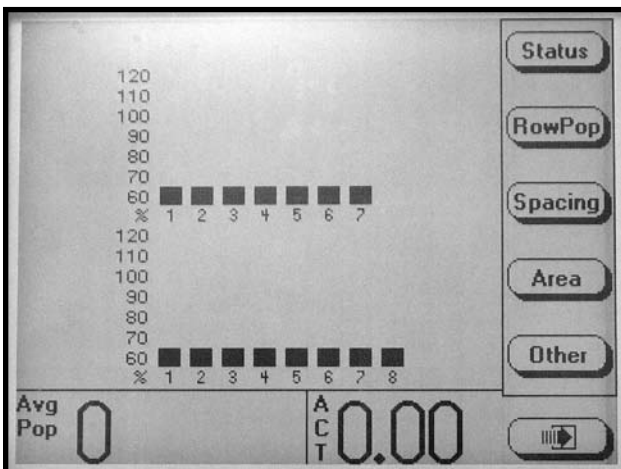 120
110
100
90
80
70
60
% 1 2 3 4 5 6 7
120
110
100
90
80
70
60
% 1 2 3 4 5 6 7 8
Avg
Pop 0
ACT 0.00
Status
RowPop
Spacing
Area
Other